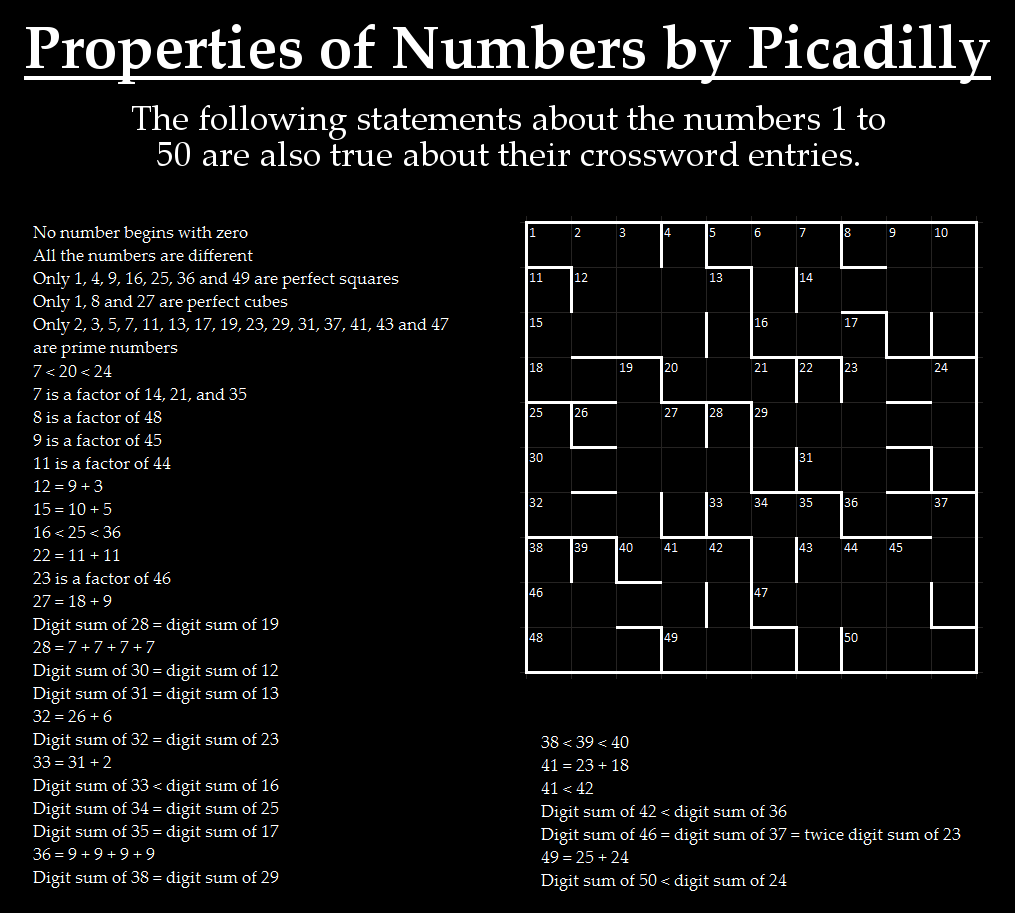 Properties of Numbers by Picadilly
The following statements about the numbers 1 to
50 are also true about their crossword entries.
No number begins with zero
All the numbers are different
Only 1, 4, 9, 16, 25, 36 and 49 are perfect squares
Only 1, 8 and 27 are perfect cubes
Only 2, 3, 5, 7, 11, 13, 17, 19, 23, 29, 31, 37, 41, 43 and 47
are prime numbers
7 < 20 < 24
7 is a factor of 14, 21, and 35
8 is a factor of 48
9 is a factor of 45
11 is a factor of 44
12 = 9 + 3
15 = 10 + 5
16 < 25 < 36
22 = 11 + 11
23 is a factor of 46
27 = 18 + 9
Digit sum of 28 = digit sum of 19
28 = 7 + 7 + 7 + 7
Digit sum of 30 = digit sum of 12
Digit sum of 31 = digit sum of 13
32 = 26 + 6
Digit sum of 32 = digit sum of 23
33 = 31 + 2
Digit sum of 33 < digit sum of 16
Digit sum of 34 = digit sum of 25
Digit sum of 35 = digit sum of 17
36 = 9 + 9 + 9 + 9
Digit sum of 38 = digit sum of 29
1 2 3 4 5 6 7 8 9 10
11 12 13 14
15 16 17
18 19 20 21 22 23 24
25 26 27 28 29
30 31
32 33 34 35 36 37
38 39 40 41 42 43 44 45
46 47
48 49 50
38 < 39 < 40
41 = 23 + 18
41 < 42
Digit sum of 42 < digit sum of 36
Digit sum of 46 = digit sum of 37 = twice digit sum of 23
49 = 25 + 24
Digit sum of 50 < digit sum of 24